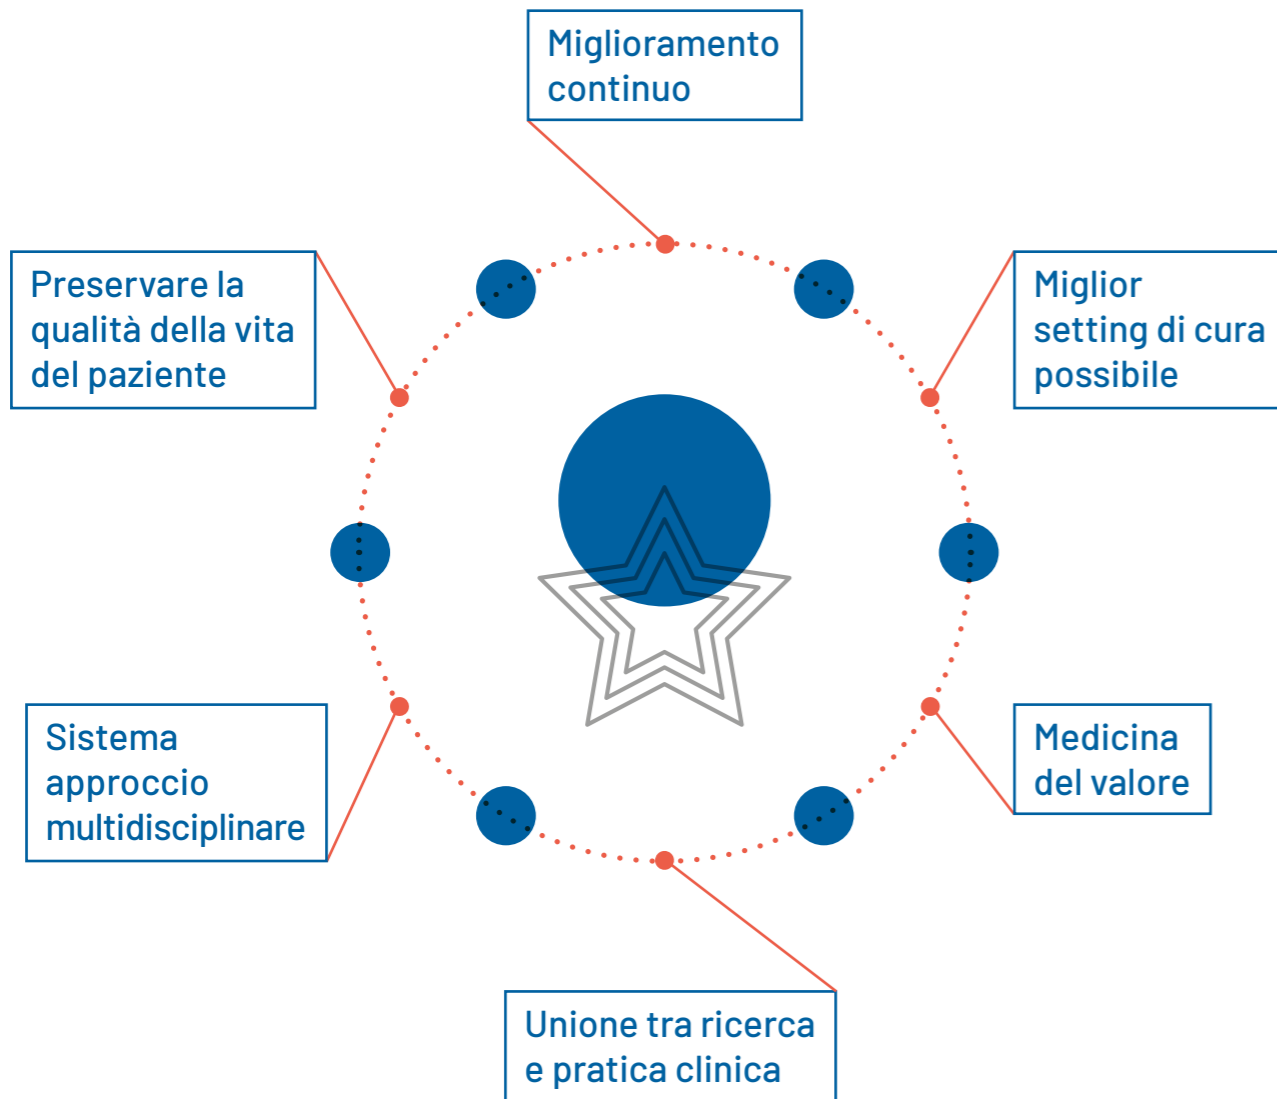 Miglioramento
continuo
Preservare la
qualità della vita
del paziente
Miglior
setting di cura
possibile
Sistema
approccio
multidisciplinare
Medicina
del valore
Unione tra ricerca
e pratica clinica